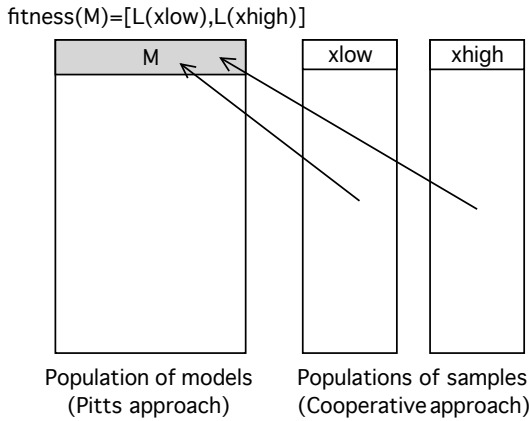 fitness(M)=[L(xlow),L(xhigh)]
M
xlow
xhigh
Population of models
(Pitts approach)
Populations of samples
(Cooperative approach)